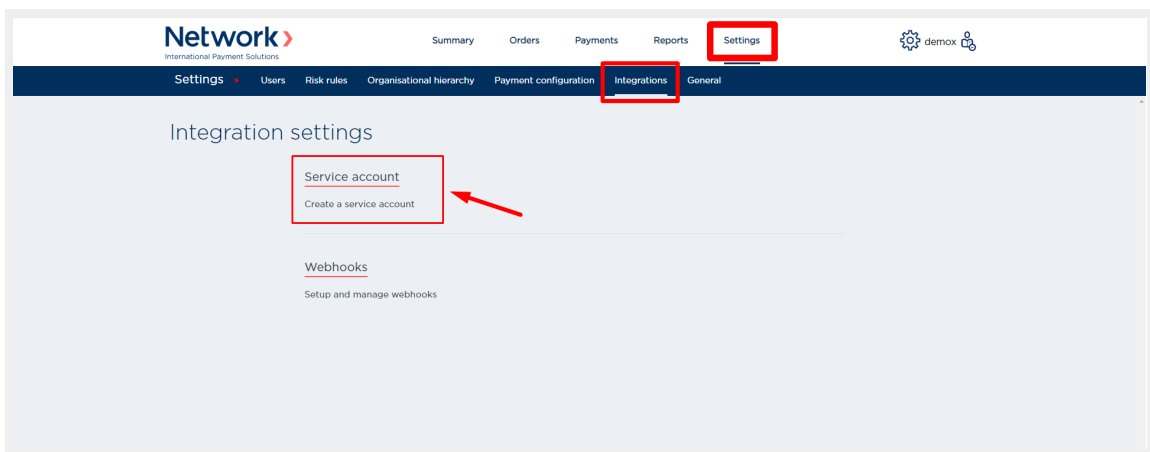 Network
International Payment Solutions
Summary Orders Payments Reports Settings
demox
Settings Users Risk rules Organisational hierarchy Payment configuration Integrations General
Integration settings
Service account
Create a service account
Webhooks
Setup and manage webhooks